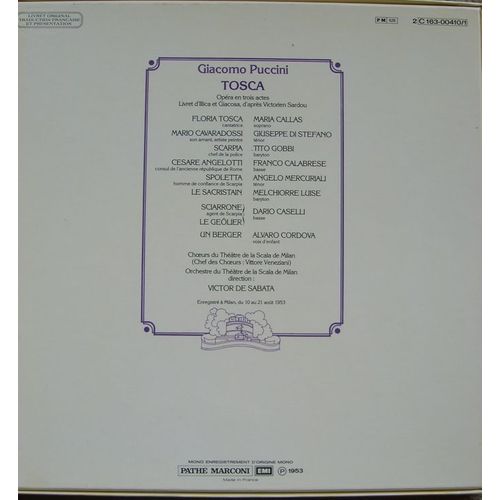 LIVRET ORIGINAL
TRADUCTION FRANÇAISE
ET PRÉSENTATION
PM 528
2 C 163-00410/1
Giacomo Puccini
TOSCA
Opéra en trois actes
Livret d'Illica et Giacosa, d'après Victorien Sardou
FLORIA TOSCA MARIA CALLAS
cantatrice soprano
MARIO CAVARADOSSI GIUSEPPE DI STEFANO
son amant, artiste peintre ténor
SCARPIA TITO GOBBI
chef de la police baryton
CESARE ANGELOTTI FRANCO CALABRESE
consul de l'ancienne république de Rome basse
SPOLETTA ANGELO MERCURIALI
homme de confiance de Scarpia ténor
LE SACRISTAIN MELCHIORRE LUISE
baryton
SCIARRONE
agent de Scarpia DARIO CASELLI
LE GEÔLIER basse
UN BERGER ALVARO CORDOVA
voix d'enfant
Chœurs du Théâtre de la Scala de Milan
(Chef des Chœurs : Vittore Veneziani)
Orchestre du Théâtre de la Scala de Milan
direction :
VICTOR DE SABATA
Enregistré à Milan, du 10 au 21 août 1953
MONO ENREGISTREMENT D'ORIGINE MONO
PATHE MARCONI EMI Ⓟ 1953
Made in France